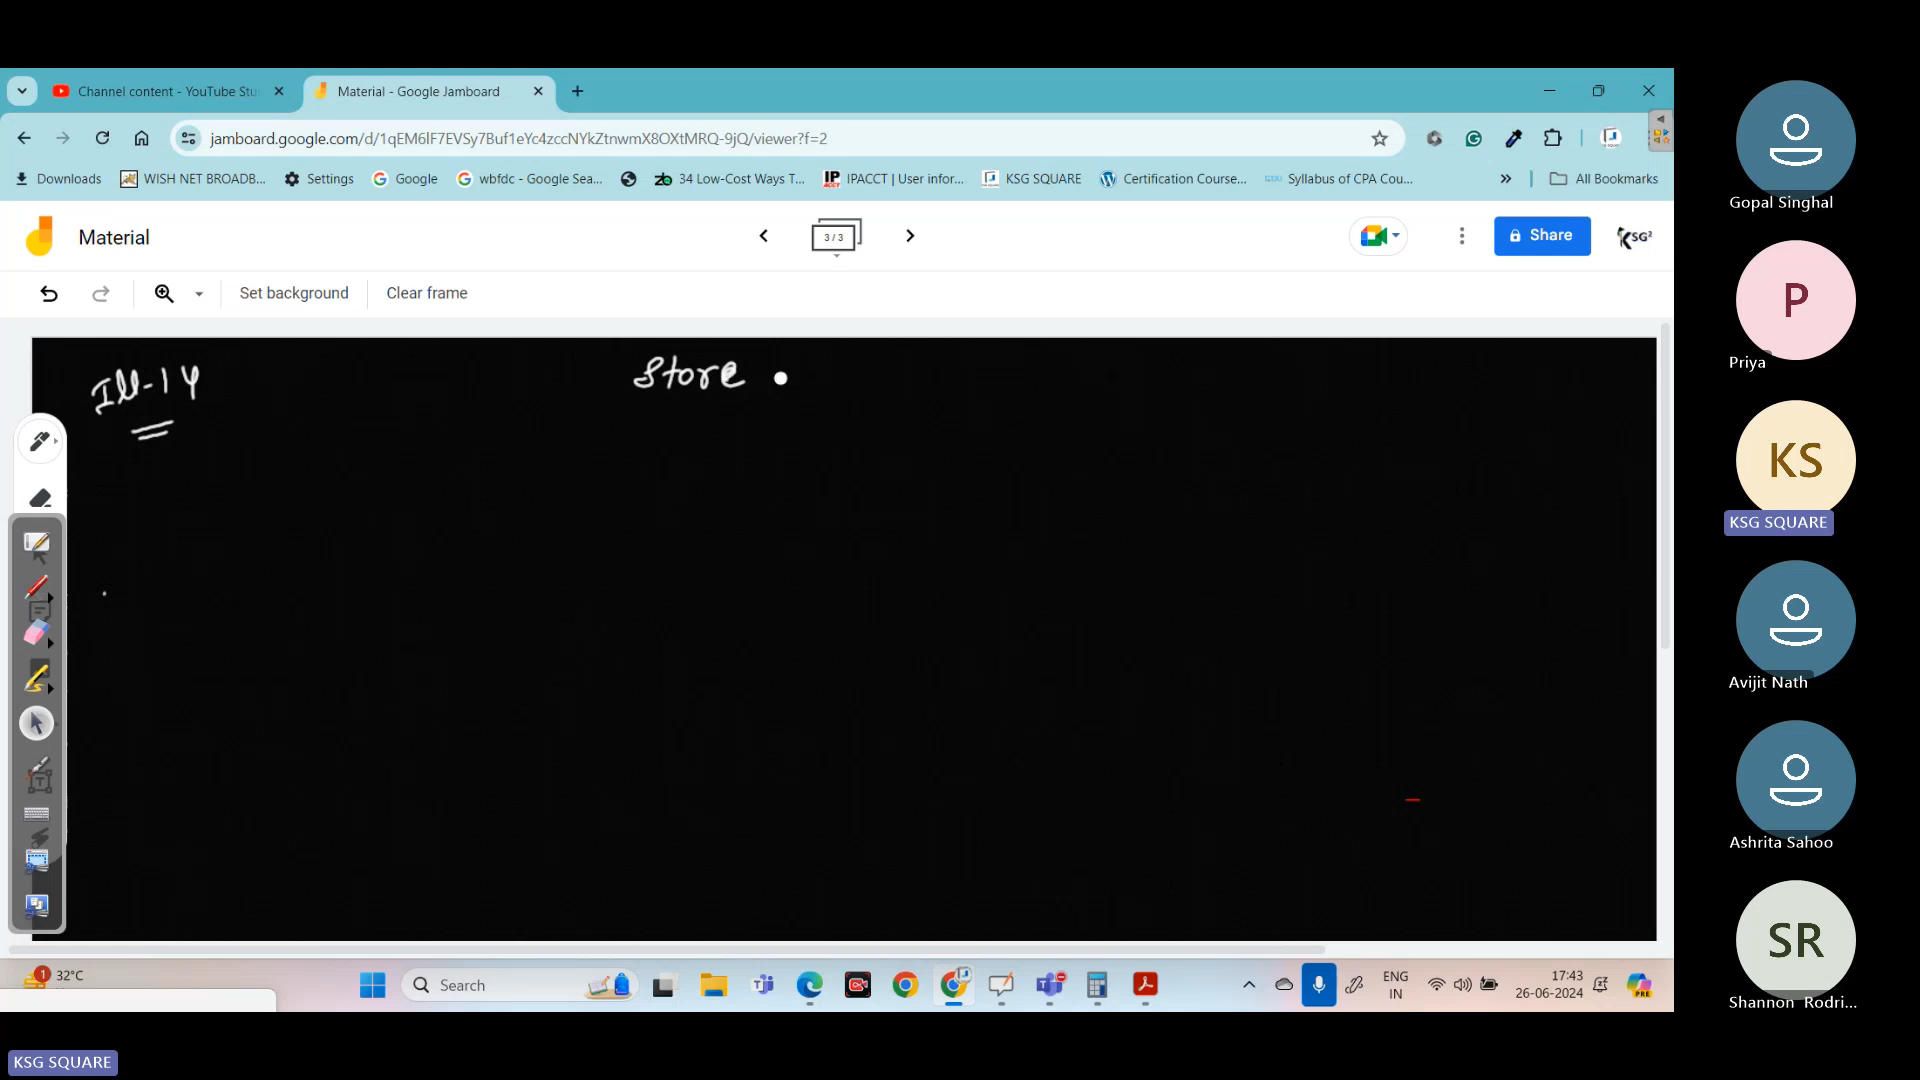 Channel content - YouTube Stu
Material - Google Jamboard
jamboard.google.com/d/1qEM6lF7EVSy7Buf1eYc4zccNYkZtnwmX8OXtMRQ-9jQ/viewer?f=2
Downloads
WISH NET BROADB...
Settings
Google
wbfdc - Google Sea...
34 Low-Cost Ways T...
IPACCT | User infor...
KSG SQUARE
Certification Course...
Syllabus of CPA Cou...
All Bookmarks
Material
3 / 3
Share
KSG²
Set background
Clear frame
Ill-14
Store
32°C
1
Search
ENG
IN
17:43
26-06-2024
PRE
KSG SQUARE
Gopal Singhal
P
Priya
KS
KSG SQUARE
Avijit Nath
Ashrita Sahoo
SR
Shannon Rodri...